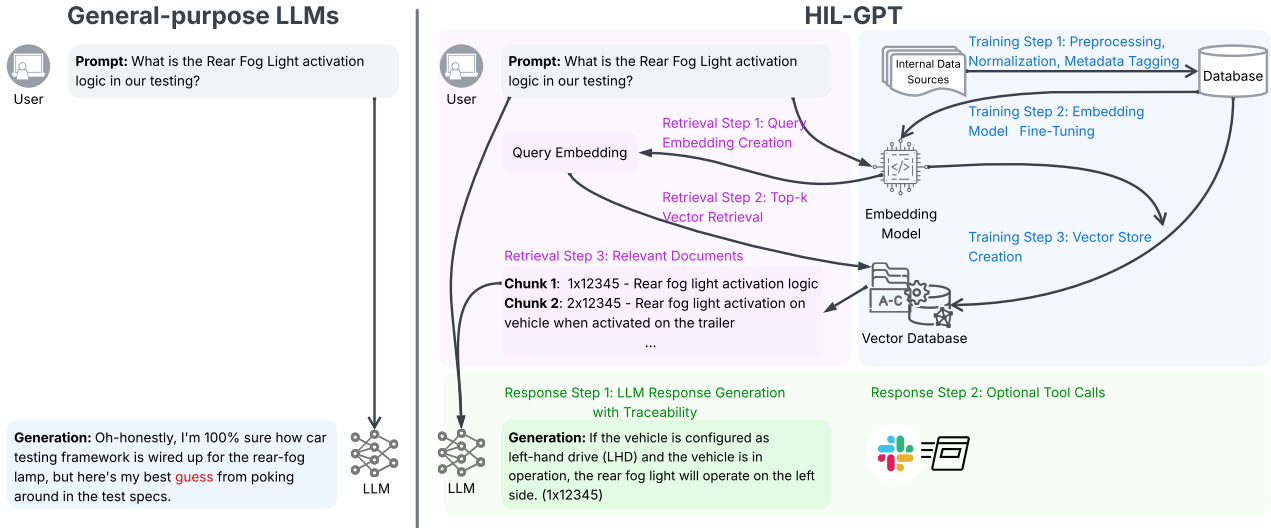 General-purpose LLMs
User
Prompt: What is the Rear Fog Light activation
logic in our testing?
Generation: Oh-honestly, I'm 100% sure how car
testing framework is wired up for the rear-fog
lamp, but here's my best guess from poking
around in the test specs.
LLM
HIL-GPT
User
Prompt: What is the Rear Fog Light activation
logic in our testing?
Retrieval Step 1: Query
Embedding Creation
Query Embedding
Retrieval Step 2: Top-k
Vector Retrieval
Retrieval Step 3: Relevant Documents
Chunk 1: 1x12345 - Rear fog light activation logic
Chunk 2: 2x12345 - Rear fog light activation on
vehicle when activated on the trailer
...
Internal Data
Sources
Training Step 1: Preprocessing,
Normalization, Metadata Tagging
Database
Training Step 2: Embedding
Model Fine-Tuning
</>
Embedding
Model
Training Step 3: Vector Store
Creation
A-C
Vector Database
Response Step 1: LLM Response Generation
with Traceability
LLM
Generation: If the vehicle is configured as
left-hand drive (LHD) and the vehicle is in
operation, the rear fog light will operate on the left
side. (1x12345)
Response Step 2: Optional Tool Calls